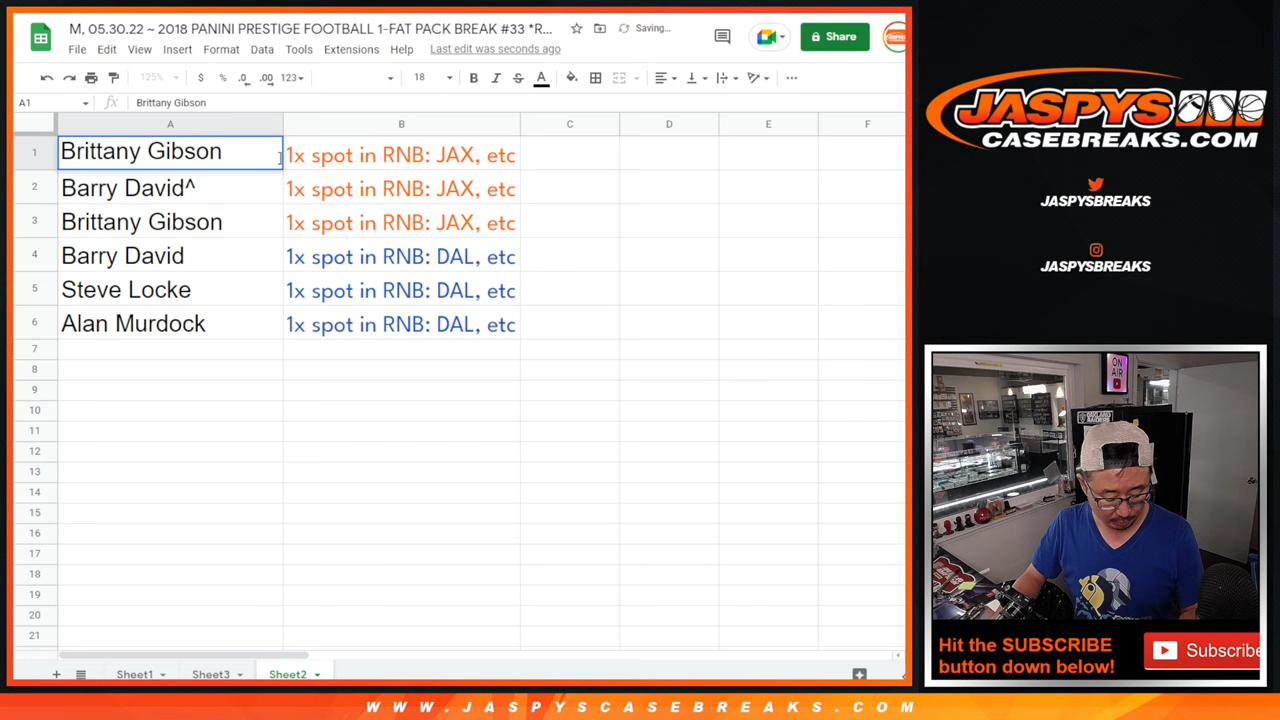 M, 05.30.22 ~ 2018 PANINI PRESTIGE FOOTBALL 1-FAT PACK BREAK #33 *R...
Saving...
Share
File Edit View Insert Format Data Tools Extensions Help Last edit was seconds ago
125% $ % .0 .00 123 18 B I S A
A1 fx Brittany Gibson
A B C D E F
1 Brittany Gibson 1x spot in RNB: JAX, etc
2 Barry David^ 1x spot in RNB: JAX, etc
3 Brittany Gibson 1x spot in RNB: JAX, etc
4 Barry David 1x spot in RNB: DAL, etc
5 Steve Locke 1x spot in RNB: DAL, etc
6 Alan Murdock 1x spot in RNB: DAL, etc
7
8
9
10
11
12
13
14
15
16
17
18
19
20
21
Sheet1 Sheet3 Sheet2
JASPYS
CASEBREAKS.COM
JASPYSBREAKS
JASPYSBREAKS
ON
AIR
Hit the SUBSCRIBE
button down below!
Subscribe
WWW.JASPYSCASEBREAKS.COM